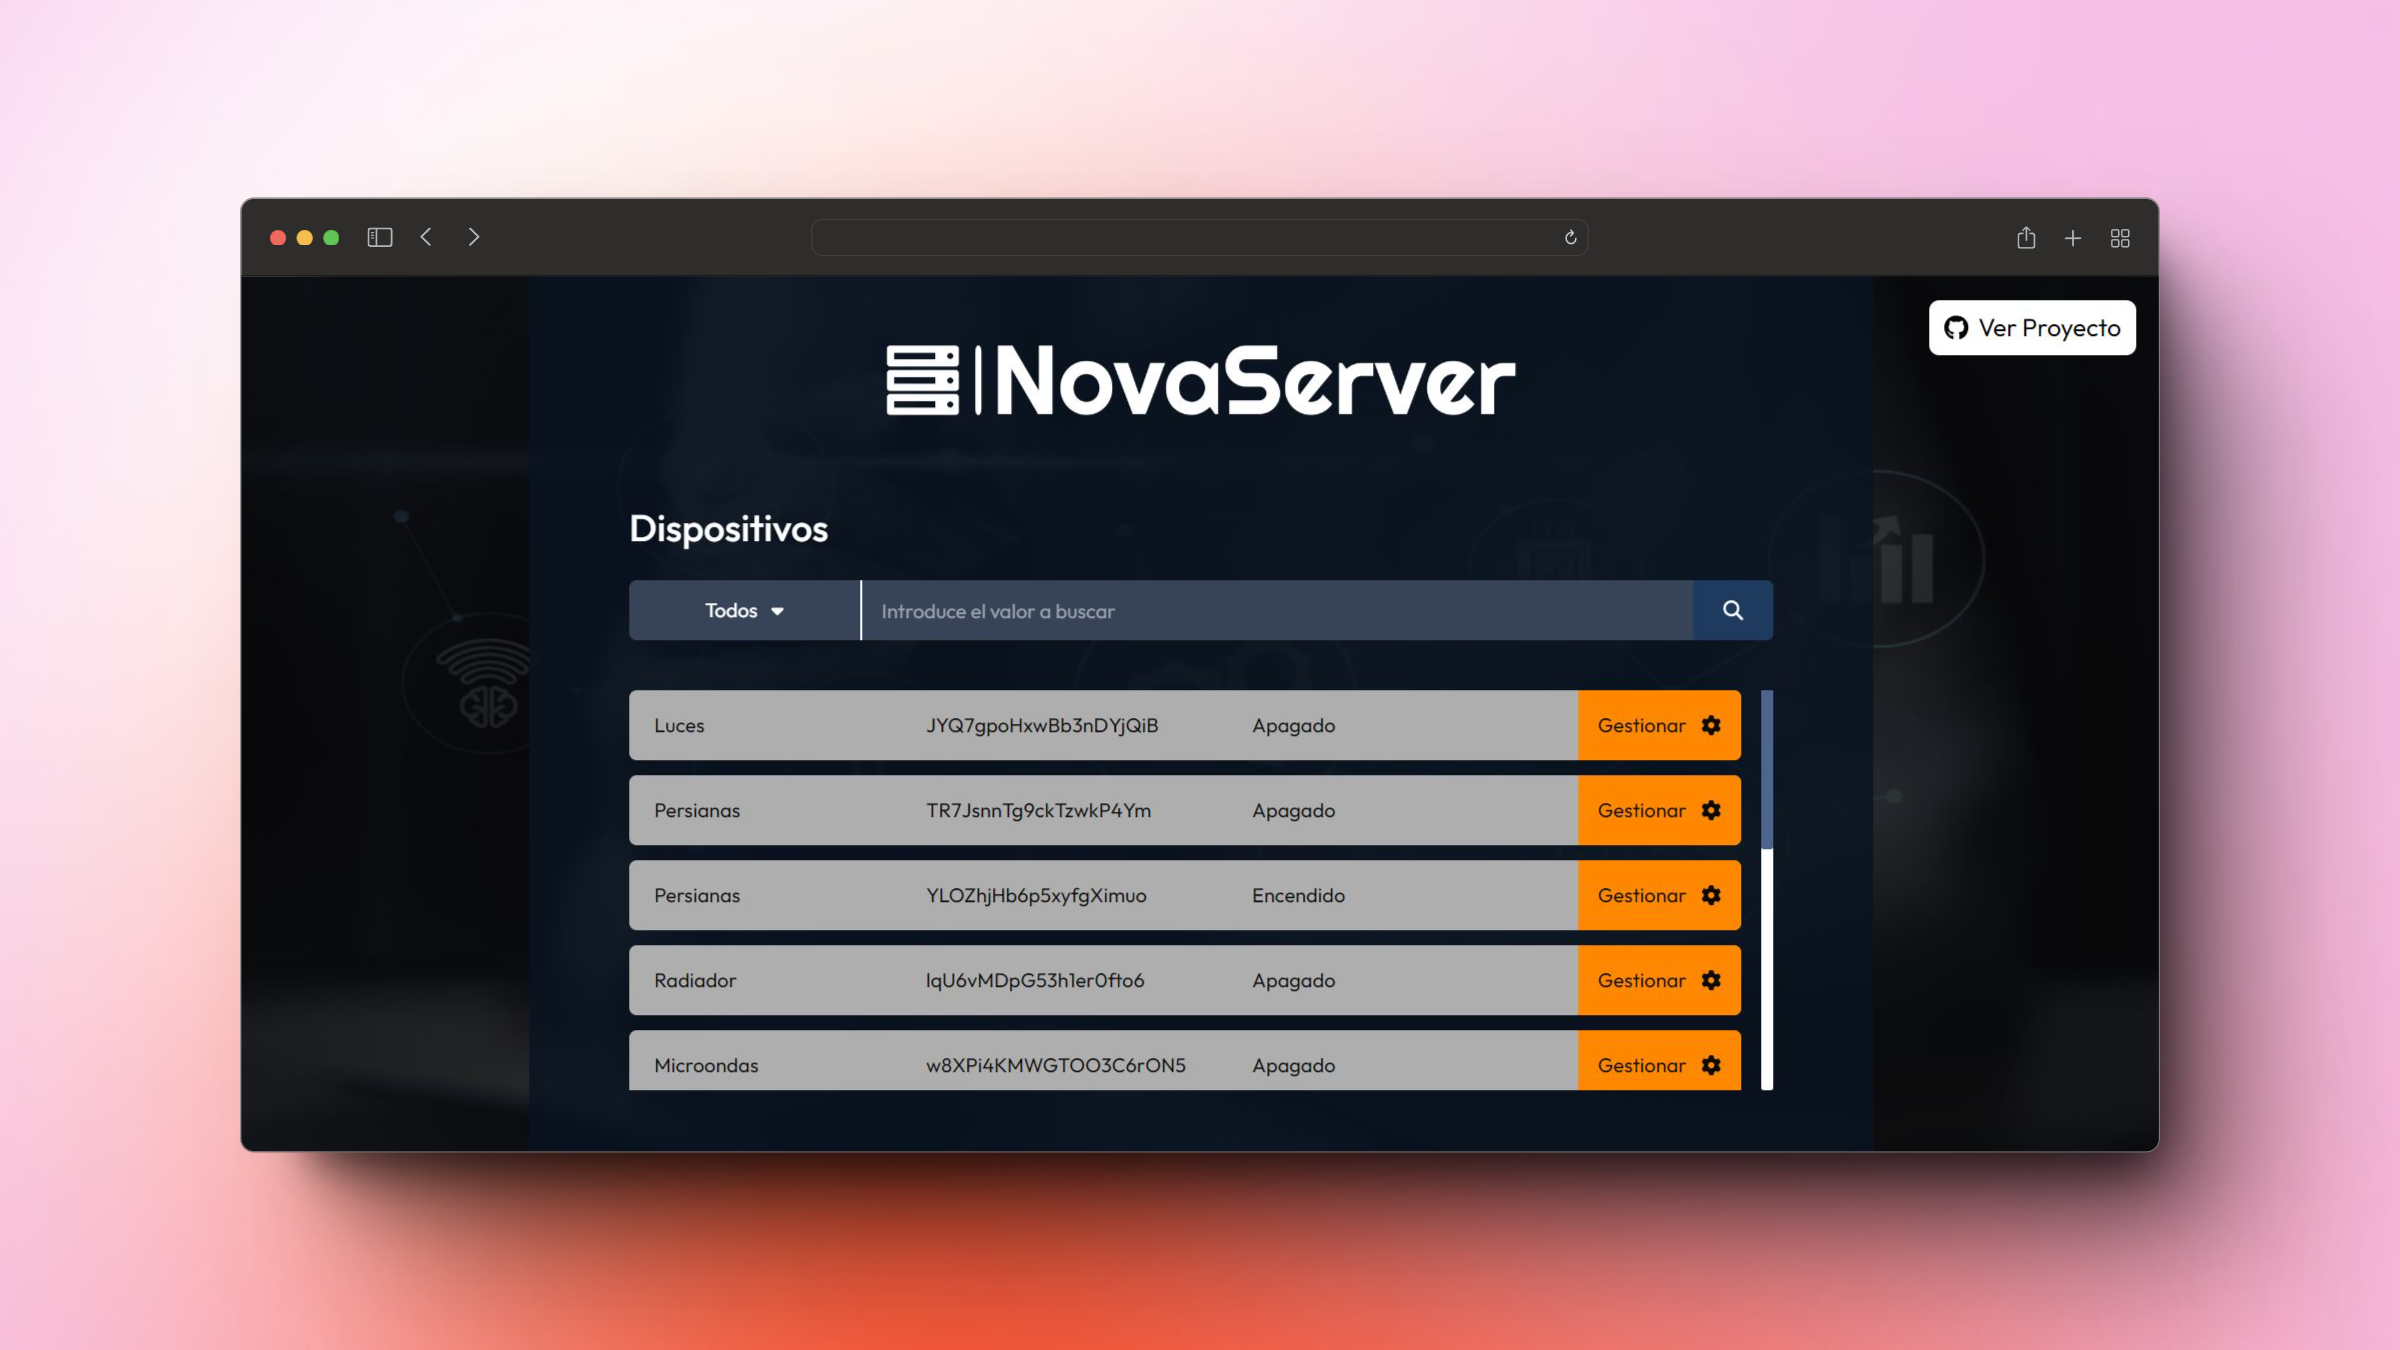 Ver Proyecto
NovaServer
Dispositivos
Todos Introduce el valor a buscar
Luces JYQ7gpoHxwBb3nDYjQiB Apagado Gestionar
Persianas TR7JsnnTg9ckTzwkP4Ym Apagado Gestionar
Persianas YLOZhjHb6p5xyfgXimuo Encendido Gestionar
Radiador lqU6vMDpG53h1er0fto6 Apagado Gestionar
Microondas w8XPi4KMWGTOO3C6rON5 Apagado Gestionar